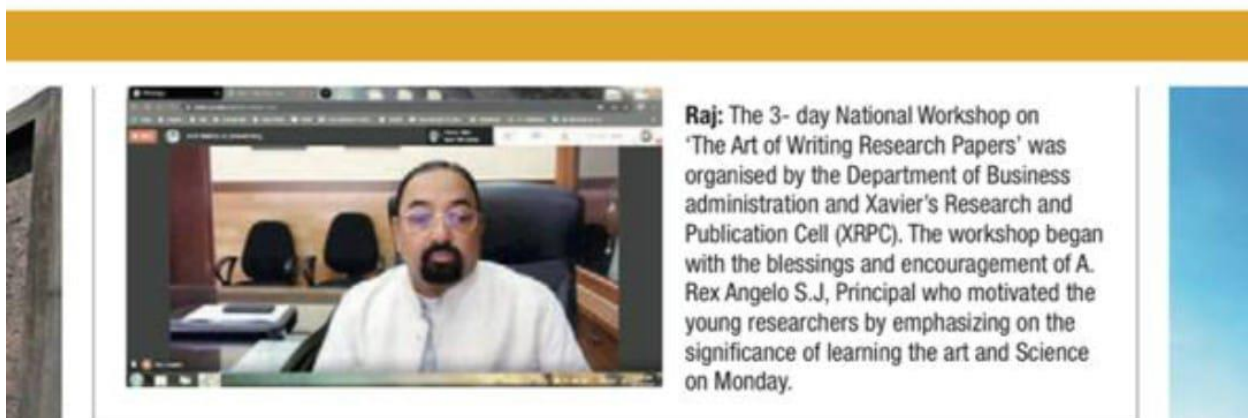 Raj: The 3- day National Workshop on
'The Art of Writing Research Papers' was
organised by the Department of Business
administration and Xavier's Research and
Publication Cell (XRPC). The workshop began
with the blessings and encouragement of A.
Rex Angelo S.J, Principal who motivated the
young researchers by emphasizing on the
significance of learning the art and Science
on Monday.